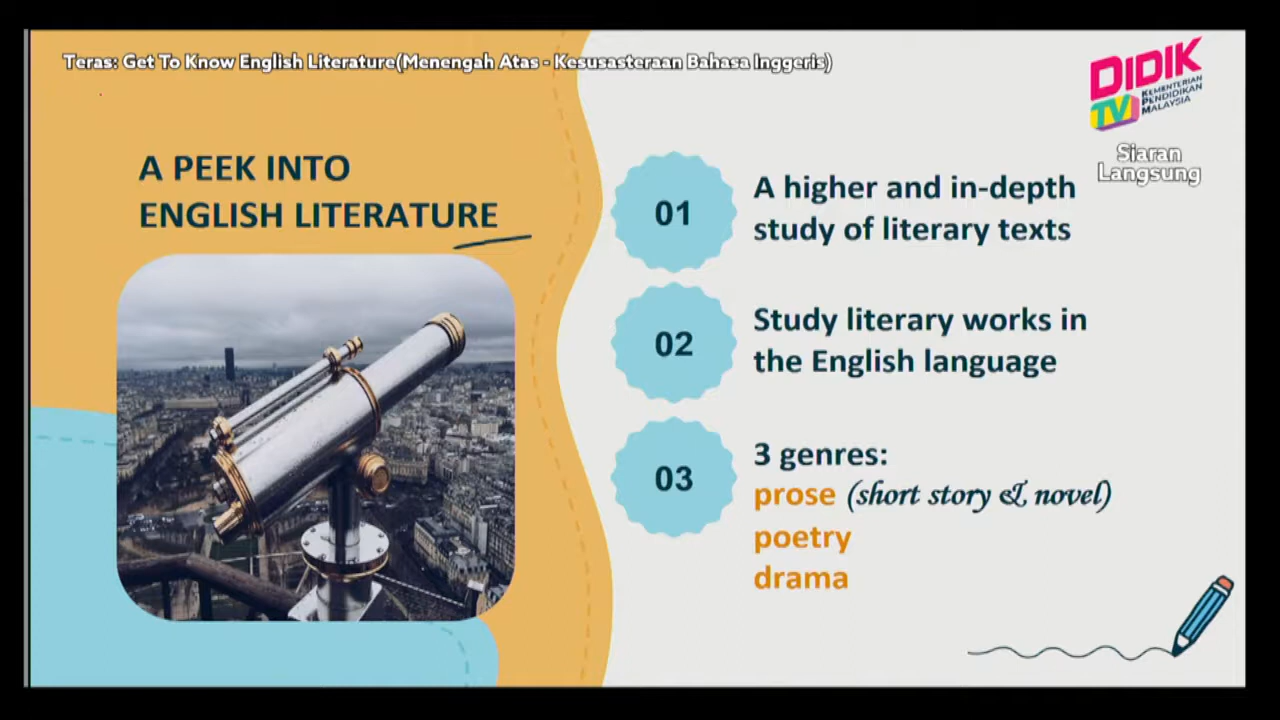 Teras: Get To Know English Literature(Menengah Atas - Kesusasteraan Bahasa Inggeris)
DIDIK
TV
KEMENTERIAN
PENDIDIKAN
MALAYSIA
Siaran
Langsung
A PEEK INTO
ENGLISH LITERATURE
01
A higher and in-depth
study of literary texts
02
Study literary works in
the English language
03
3 genres:
prose (short story & novel)
poetry
drama